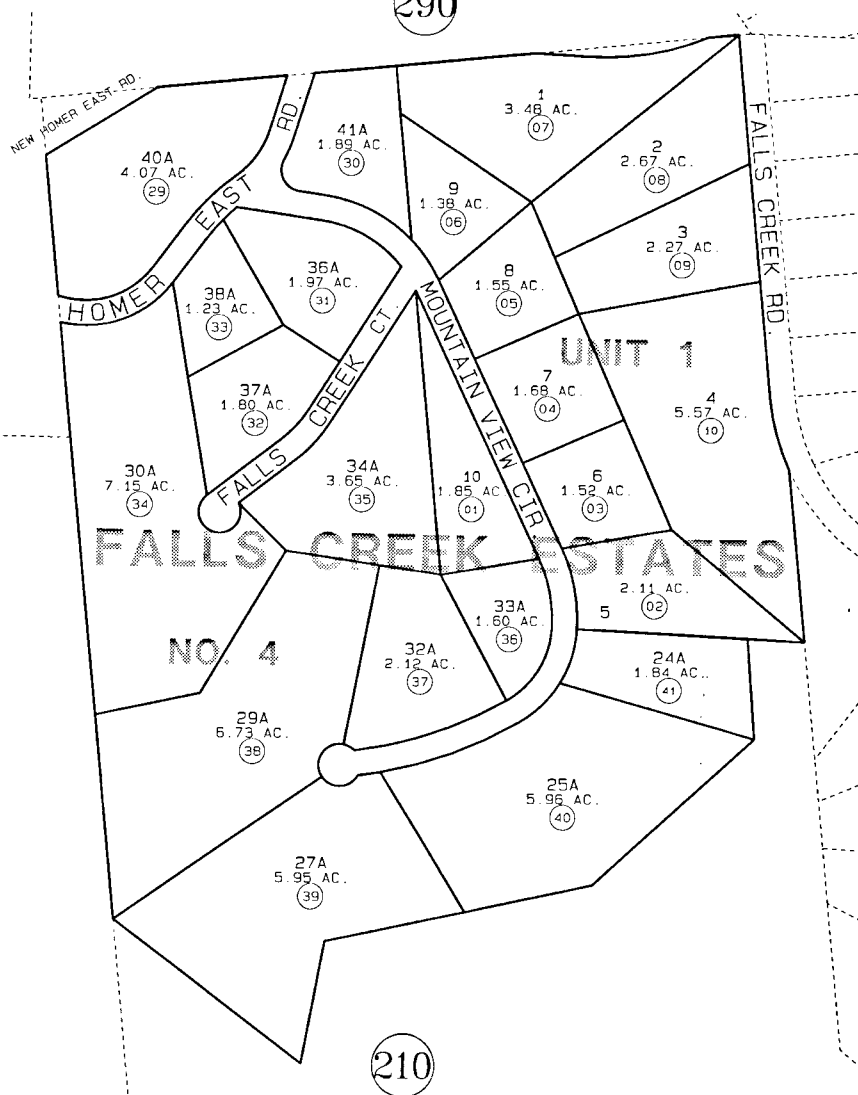 290
NEW HOMER EAST RD.
1
3.48 AC.
07
FALLS CREEK RD.
HOMER EAST RD.
41A
1.89 AC.
30
40A
4.07 AC.
29
2
2.67 AC.
08
9
1.38 AC.
06
3
2.27 AC.
09
8
1.55 AC.
05
36A
1.97 AC.
31
38A
1.23 AC.
33
MOUNTAIN VIEW CIR
FALLS CREEK CT.
UNIT 1
7
1.68 AC.
04
37A
1.80 AC.
32
4
5.57 AC.
10
30A
7.15 AC.
34
34A
3.65 AC.
35
10
1.85 AC
01
6
1.52 AC.
03
FALLS CREEK ESTATES
2.11 AC.
02
5
33A
1.60 AC.
36
NO. 4
32A
2.12 AC.
37
24A
1.84 AC.
41
29A
6.73 AC.
38
25A
5.96 AC.
40
27A
5.95 AC.
39
210